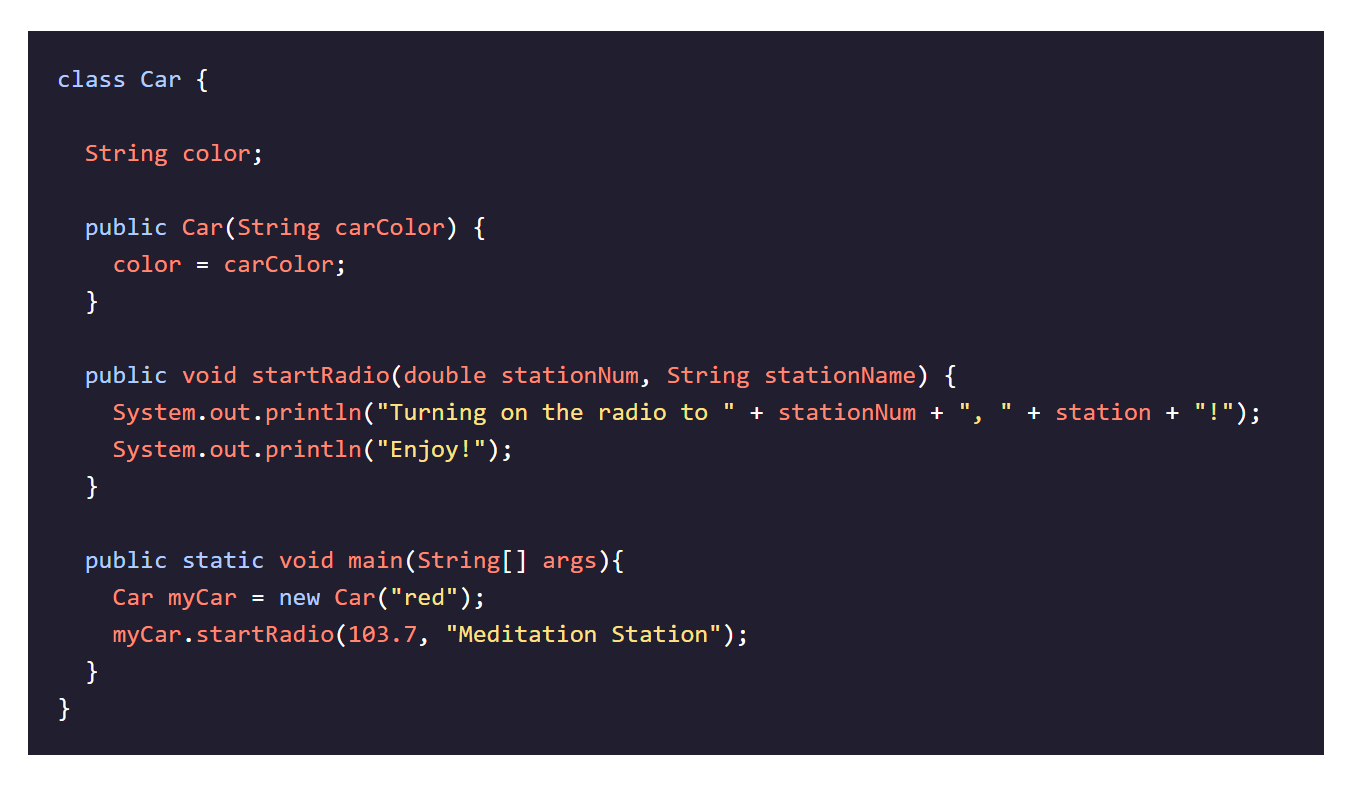 class Car {
  String color;
  public Car(String carColor) {
    color = carColor;
  }
  public void startRadio(double stationNum, String stationName) {
    System.out.println("Turning on the radio to " + stationNum + ", " + station + "!");
    System.out.println("Enjoy!");
  }
  public static void main(String[] args){
    Car myCar = new Car("red");
    myCar.startRadio(103.7, "Meditation Station");
  }
}